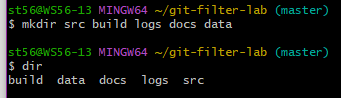 st56@WS56-13 MINGW64 ~/git-filter-lab (master)
$ mkdir src build logs docs data
st56@WS56-13 MINGW64 ~/git-filter-lab (master)
$ dir
build  data  docs  logs  src